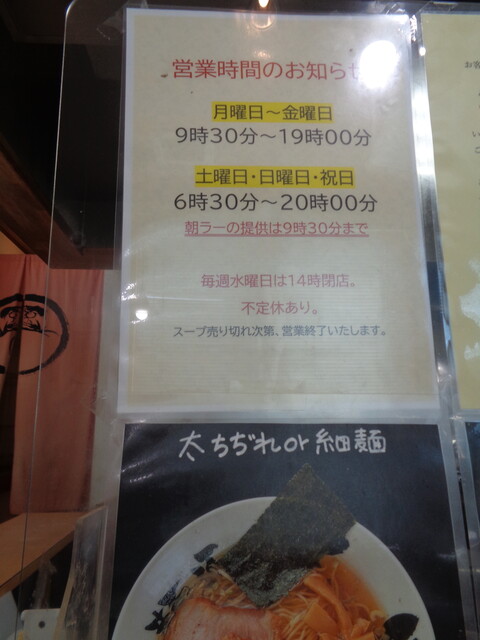 営業時間のお知らせ
月曜日～金曜日
9時30分～19時00分
土曜日・日曜日・祝日
6時30分～20時00分
朝ラーの提供は9時30分まで
毎週水曜日は14時閉店。
不定休あり。
スープ売り切れ次第、営業終了いたします。
太ちぢれor細麺